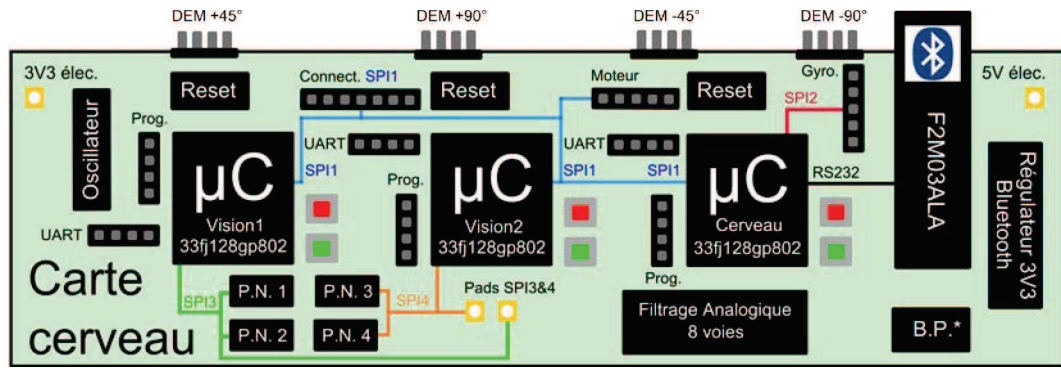 DEM +45°
DEM +90°
DEM -45°
DEM -90°
3V3 élec.
Reset
Connect. SPI1
Reset
Moteur
Reset
Gyro.
5V élec.
Oscillateur
Prog.
UART
UART
SPI2
F2M03ALA
µC
Vision1
33fj128gp802
SPI1
Prog.
µC
Vision2
33fj128gp802
SPI1
SPI1
µC
Cerveau
33fj128gp802
RS232
Régulateur 3V3
Bluetooth
UART
Prog.
Carte
cerveau
SPI3
P.N. 1
P.N. 2
P.N. 3
P.N. 4
SPI4
Pads SPI3&4
Filtrage Analogique
8 voies
B.P.*